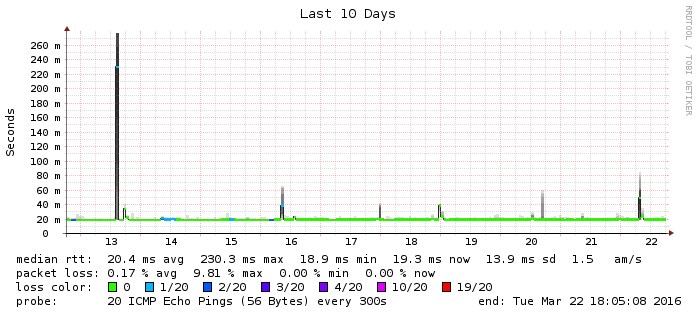 Last 10 Days
RRDTOOL / TOBI OETIKER
Seconds
260 m
240 m
220 m
200 m
180 m
160 m
140 m
120 m
100 m
80 m
60 m
40 m
20 m
0
13 14 15 16 17 18 19 20 21 22
median rtt: 20.4 ms avg 230.3 ms max 18.9 ms min 19.3 ms now 13.9 ms sd 1.5 am/s
packet loss: 0.17 % avg 9.81 % max 0.00 % min 0.00 % now
loss color: 0 1/20 2/20 3/20 4/20 10/20 19/20
probe: 20 ICMP Echo Pings (56 Bytes) every 300s end: Tue Mar 22 18:05:08 2016